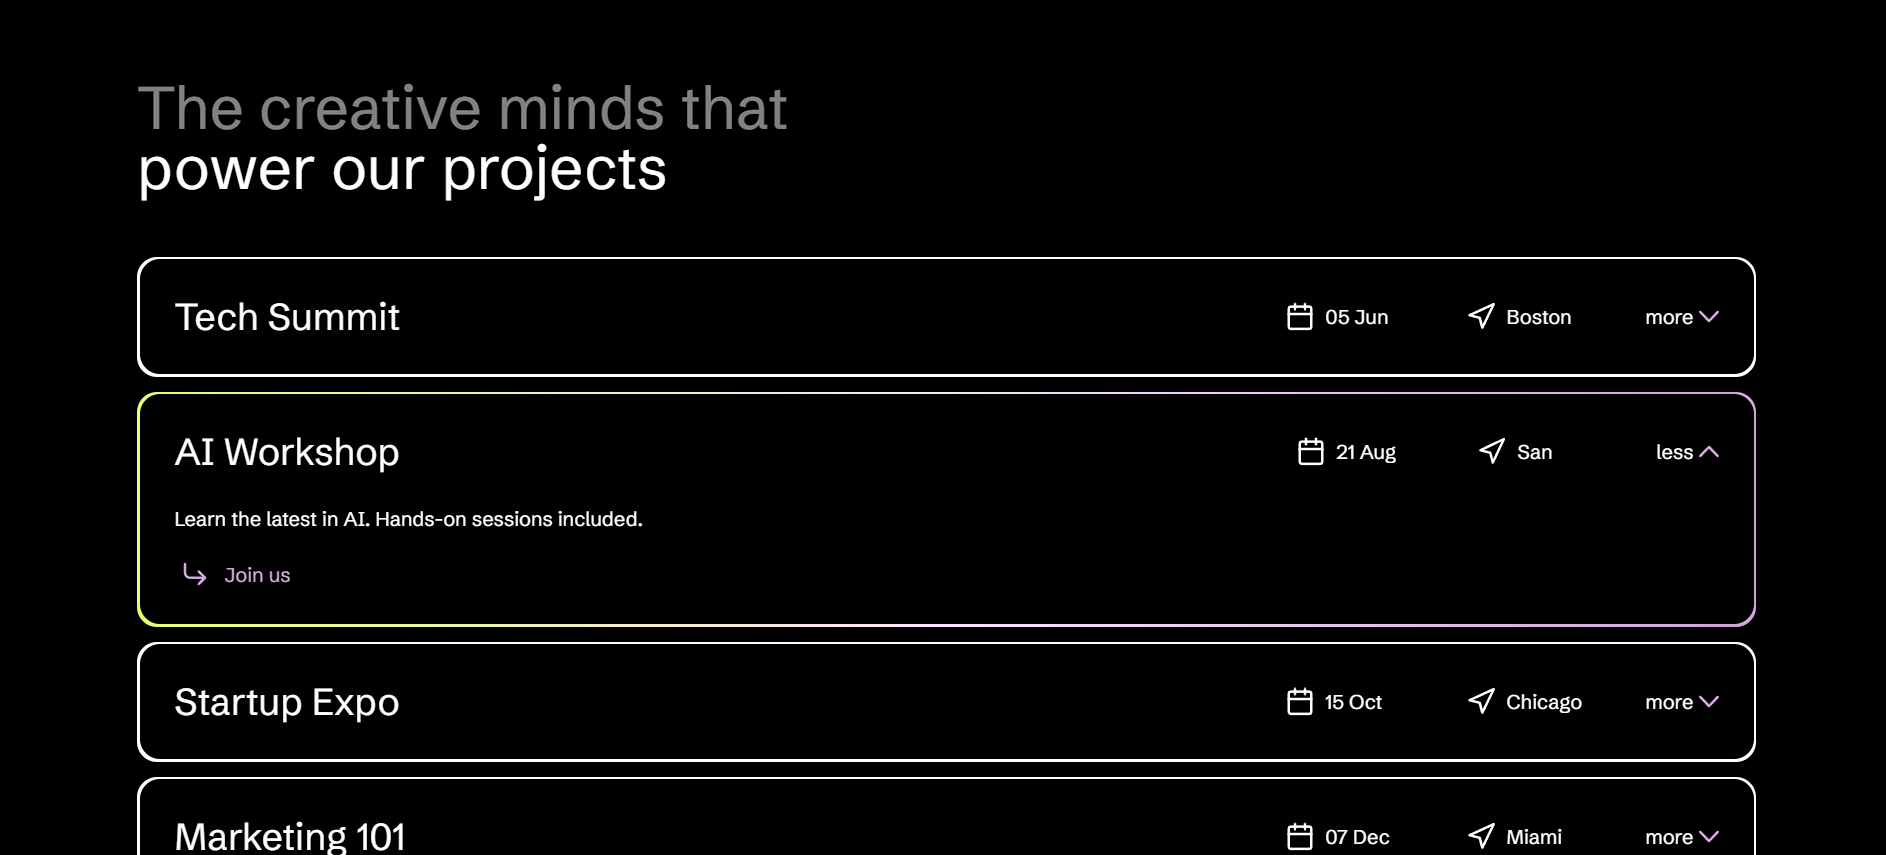 The creative minds that
power our projects
Tech Summit 05 Jun Boston more
AI Workshop 21 Aug San less
Learn the latest in AI. Hands-on sessions included.
Join us
Startup Expo 15 Oct Chicago more
Marketing 101 07 Dec Miami more